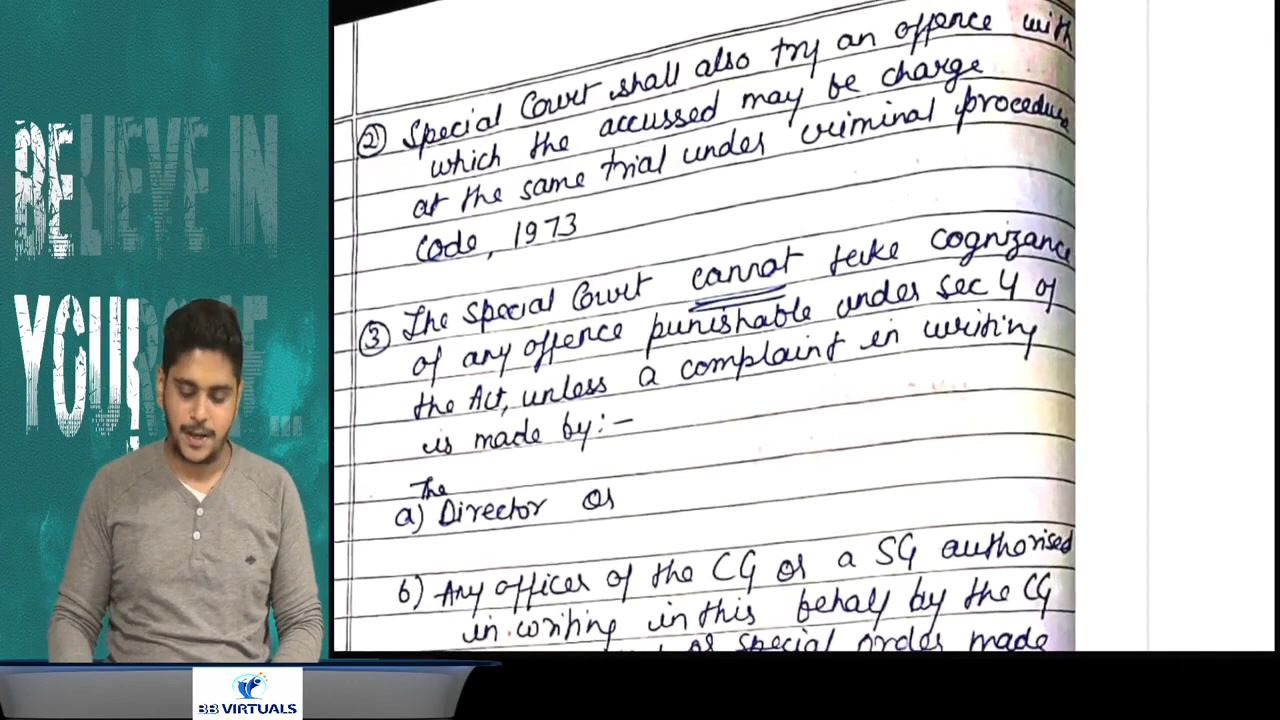 BELIEVE IN
YOUR
② Special Court shall also try an offence with
which the accussed may be charge
at the same trial under criminal procedure
Code, 1973
③ The Special Court cannot take cognizance
of any offence punishable under sec 4 of
the Act, unless a complaint in writing
is made by:-
The
a) Director or
b) Any officer of the CG or a SG authorised
in writing in this behalf by the CG
or special order made
BB VIRTUALS